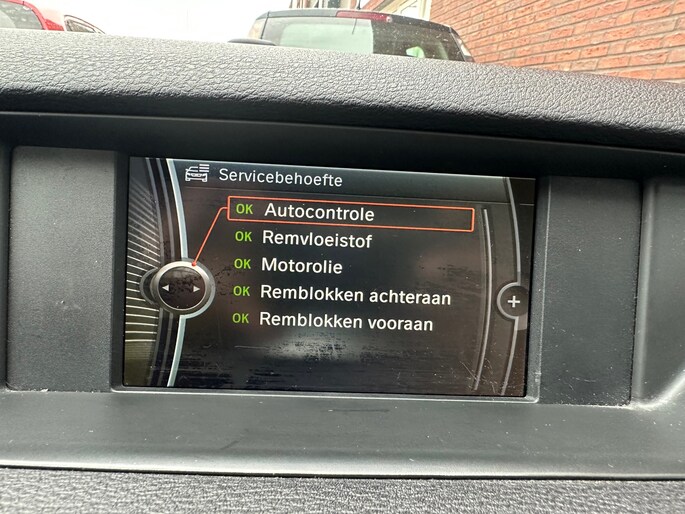 Servicebehoefte
OK Autocontrole
OK Remvloeistof
OK Motorolie
OK Remblokken achteraan
OK Remblokken vooraan